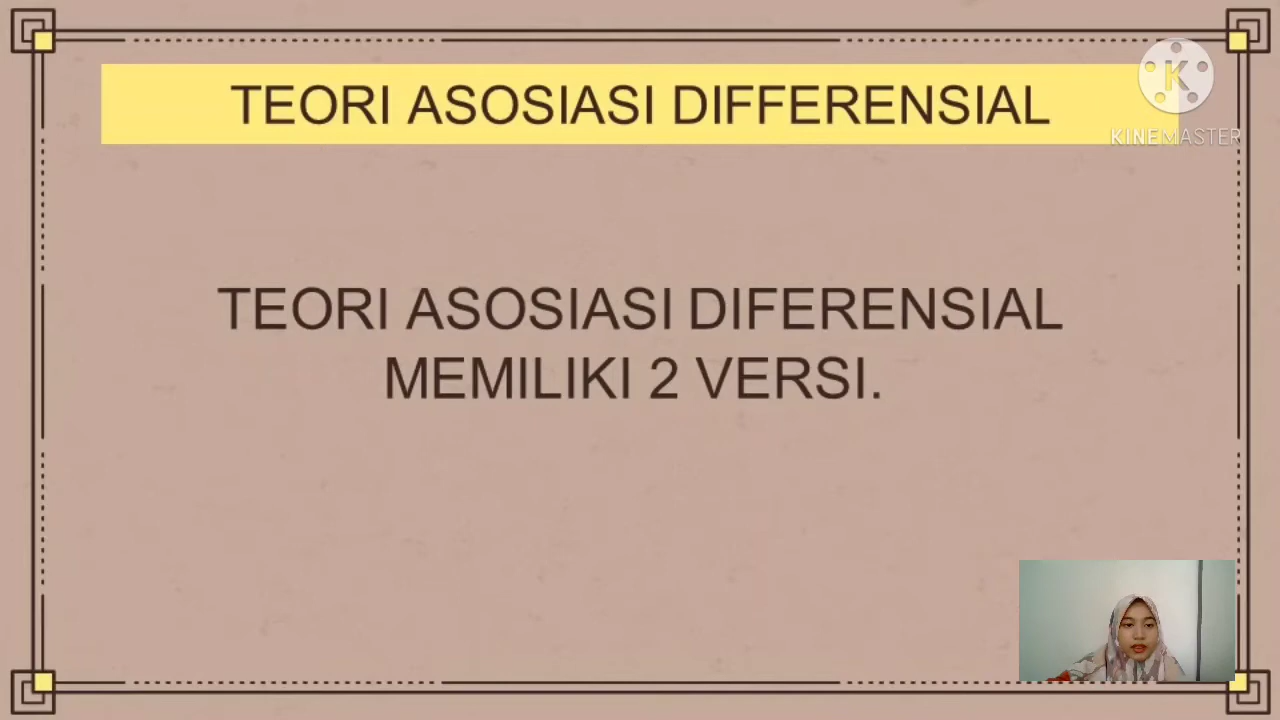 TEORI ASOSIASI DIFFERENSIAL
K
KINEMASTER
TEORI ASOSIASI DIFERENSIAL
MEMILIKI 2 VERSI.